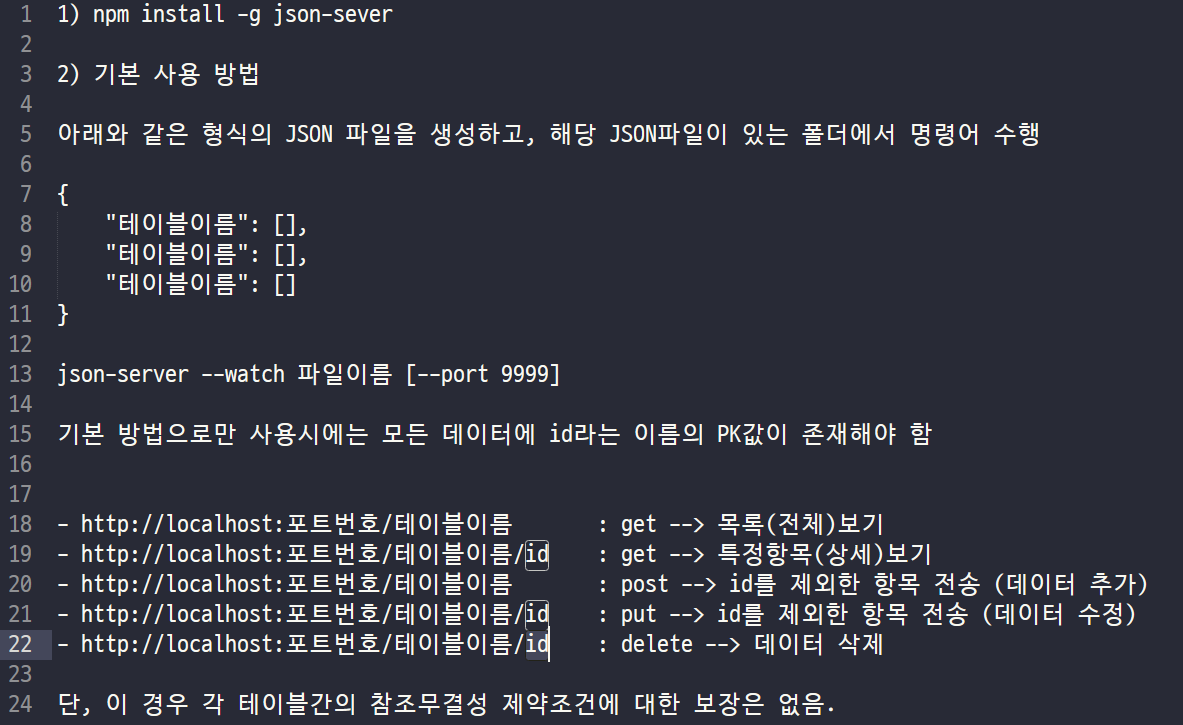 1 1) npm install -g json-sever
2
3 2) 기본 사용 방법
4
5 아래와 같은 형식의 JSON 파일을 생성하고, 해당 JSON파일이 있는 폴더에서 명령어 수행
6
7 {
8 "테이블이름": [],
9 "테이블이름": [],
10 "테이블이름": []
11 }
12
13 json-server --watch 파일이름 [--port 9999]
14
15 기본 방법으로만 사용시에는 모든 데이터에 id라는 이름의 PK값이 존재해야 함
16
17
18 - http://localhost:포트번호/테이블이름 : get --> 목록(전체)보기
19 - http://localhost:포트번호/테이블이름/id : get --> 특정항목(상세)보기
20 - http://localhost:포트번호/테이블이름 : post --> id를 제외한 항목 전송 (데이터 추가)
21 - http://localhost:포트번호/테이블이름/id : put --> id를 제외한 항목 전송 (데이터 수정)
22 - http://localhost:포트번호/테이블이름/id : delete --> 데이터 삭제
23
24 단, 이 경우 각 테이블간의 참조무결성 제약조건에 대한 보장은 없음.